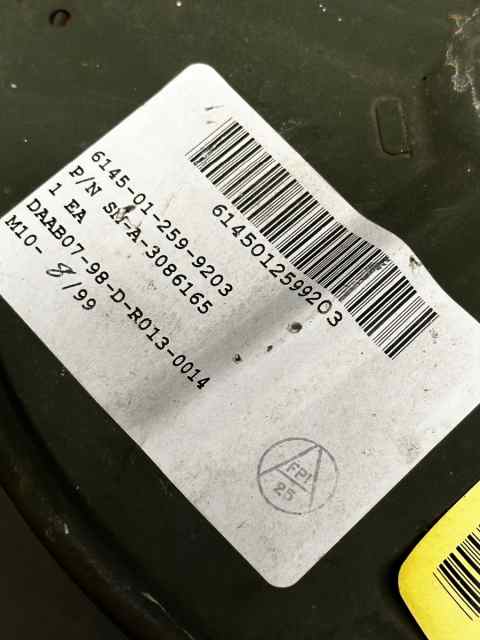 6145-01-259-9203
P/N SM-A-3086165
1 EA
DAAB07-98-D-R013-0014
M10- 8/99
6145012599203
FPI
25